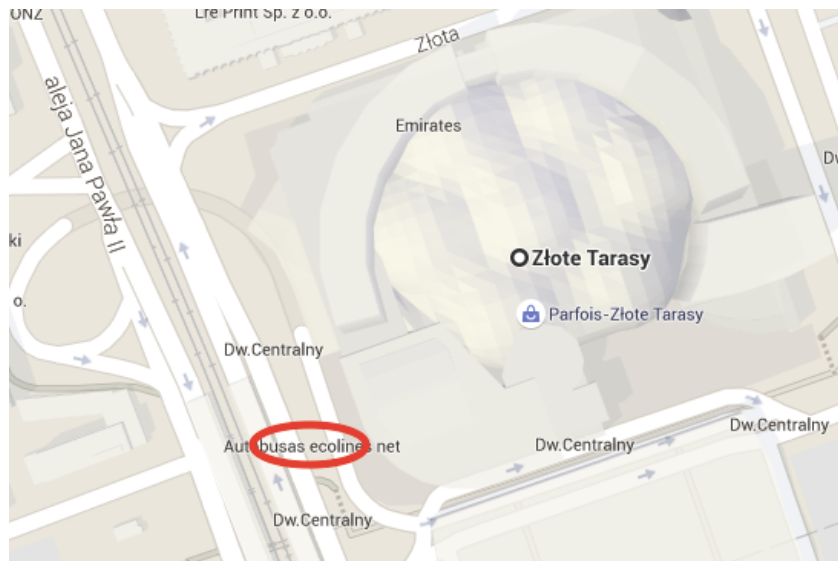 ONZ
Lre Print Sp. z o.o.
Złota
aleja Jana Pawła II
Emirates
Dw
ki
Złote Tarasy
o.
Parfois-Złote Tarasy
Dw.Centralny
Autobusas ecolines net
Dw.Centralny
Dw.Centralny
Dw.Centralny